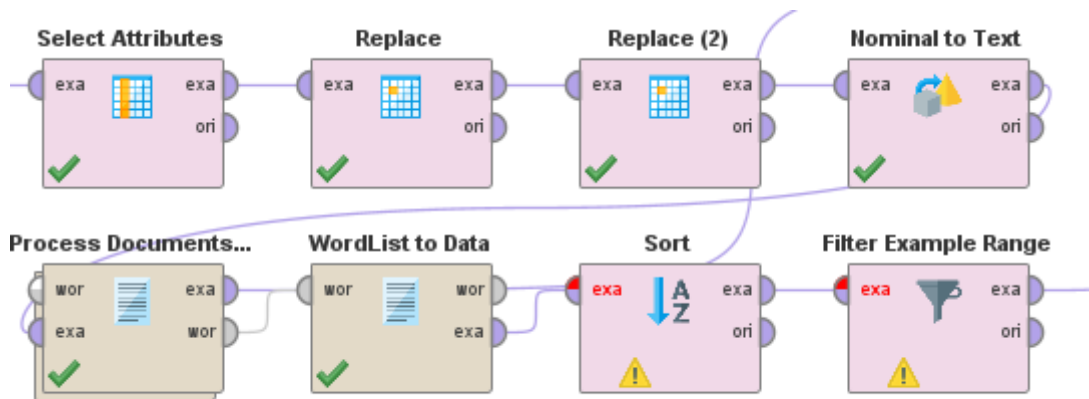 Select Attributes
Replace
Replace (2)
Nominal to Text
exa exa
ori
exa exa
ori
exa exa
ori
exa exa
ori
Process Documents...
WordList to Data
Sort
Filter Example Range
wor exa
exa wor
wor wor
exa
exa exa
ori
A
Z
exa exa
ori